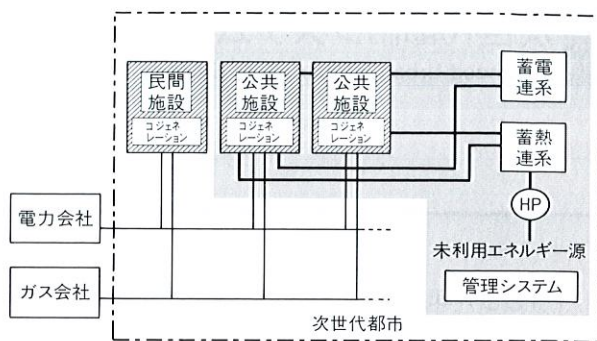 民間
施設
コジェネ
レーション
公共
施設
コジェネ
レーション
公共
施設
コジェネ
レーション
蓄電
連系
蓄熱
連系
HP
未利用エネルギー源
管理システム
電力会社
ガス会社
次世代都市